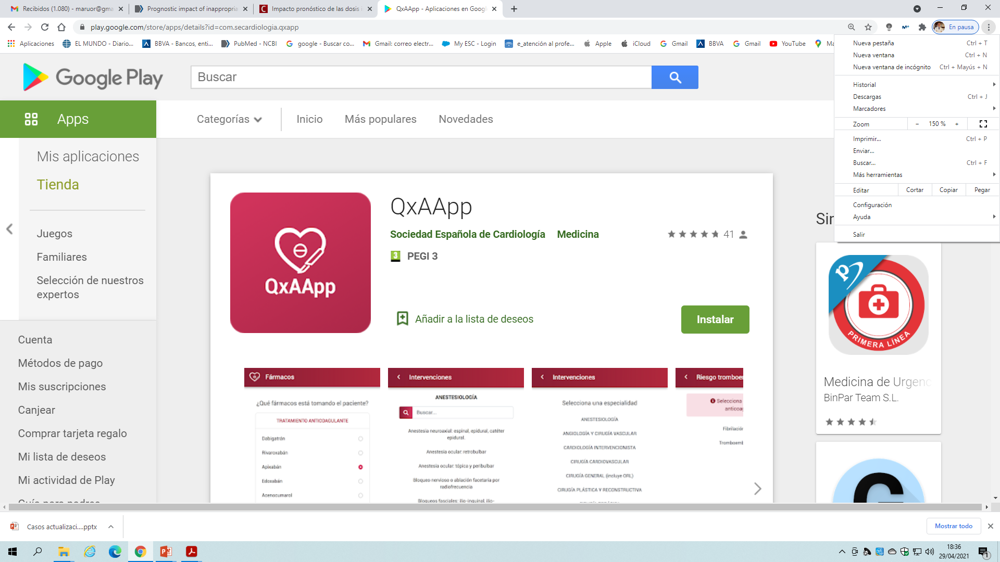 Recibidos (1.080) - maruor@gma
Prognostic impact of inappropria
Impacto pronóstico de las dosis i
QxAApp - Aplicaciones en Goog
play.google.com/store/apps/details?id=com.secardiologia.qxapp
En pausa
Aplicaciones
EL MUNDO - Diario...
BBVA - Bancos, enti...
PubMed - NCBI
google - Buscar co...
Gmail: correo electr...
My ESC - Login
e_atención al profe...
Apple
iCloud
Gmail
BBVA
Gmail
YouTube
Ma
Nueva pestaña Ctrl + T
Nueva ventana Ctrl + N
Nueva ventana de incógnito Ctrl + Mayús + N
Historial
Descargas Ctrl + J
Marcadores
Zoom − 150 % +
Imprimir... Ctrl + P
Enviar...
Buscar... Ctrl + F
Más herramientas
Editar Cortar Copiar Pegar
Configuración
Ayuda
Salir
Google Play
Buscar
Apps
Categorías
Inicio
Más populares
Novedades
Mis aplicaciones
Tienda
Juegos
Familiares
Selección de nuestros
expertos
Cuenta
Métodos de pago
Mis suscripciones
Canjear
Comprar tarjeta regalo
Mi lista de deseos
Mi actividad de Play
QxAApp
QxAApp
Sociedad Española de Cardiología Medicina
41
3 PEGI 3
Añadir a la lista de deseos
Instalar
Fármacos
¿Qué fármacos está tomando el paciente?
TRATAMIENTO ANTICOAGULANTE
Dabigatrán
Rivaroxabán
Apixabán
Edoxabán
Acenocumarol
Intervenciones
ANESTESIOLOGÍA
Buscar...
Anestesia neuroaxial: espinal, epidural, catéter
epidural.
Anestesia ocular: retrobulbar
Anestesia ocular: tópica y peribulbar
Bloqueo nervioso o ablación facetaria por
radiofrecuencia
Bloqueos fasciales: ilio-inguinal, ilio-
Intervenciones
Selecciona una especialidad
ANESTESIOLOGÍA
ANGIOLOGÍA Y CIRUGÍA VASCULAR
CARDIOLOGÍA INTERVENCIONISTA
CIRUGÍA CARDIOVASCULAR
CIRUGÍA GENERAL (incluye ORL)
CIRUGÍA PLÁSTICA Y RECONSTRUCTIVA
Riesgo tromboem
Selecciona
anticoag
Fibrilación
Tromboemb
Sim
PRIMERA LÍNEA
Medicina de Urgenc
BinPar Team S.L.
Casos actualizaci....pptx
Mostrar todo
18:36
29/04/2021
1